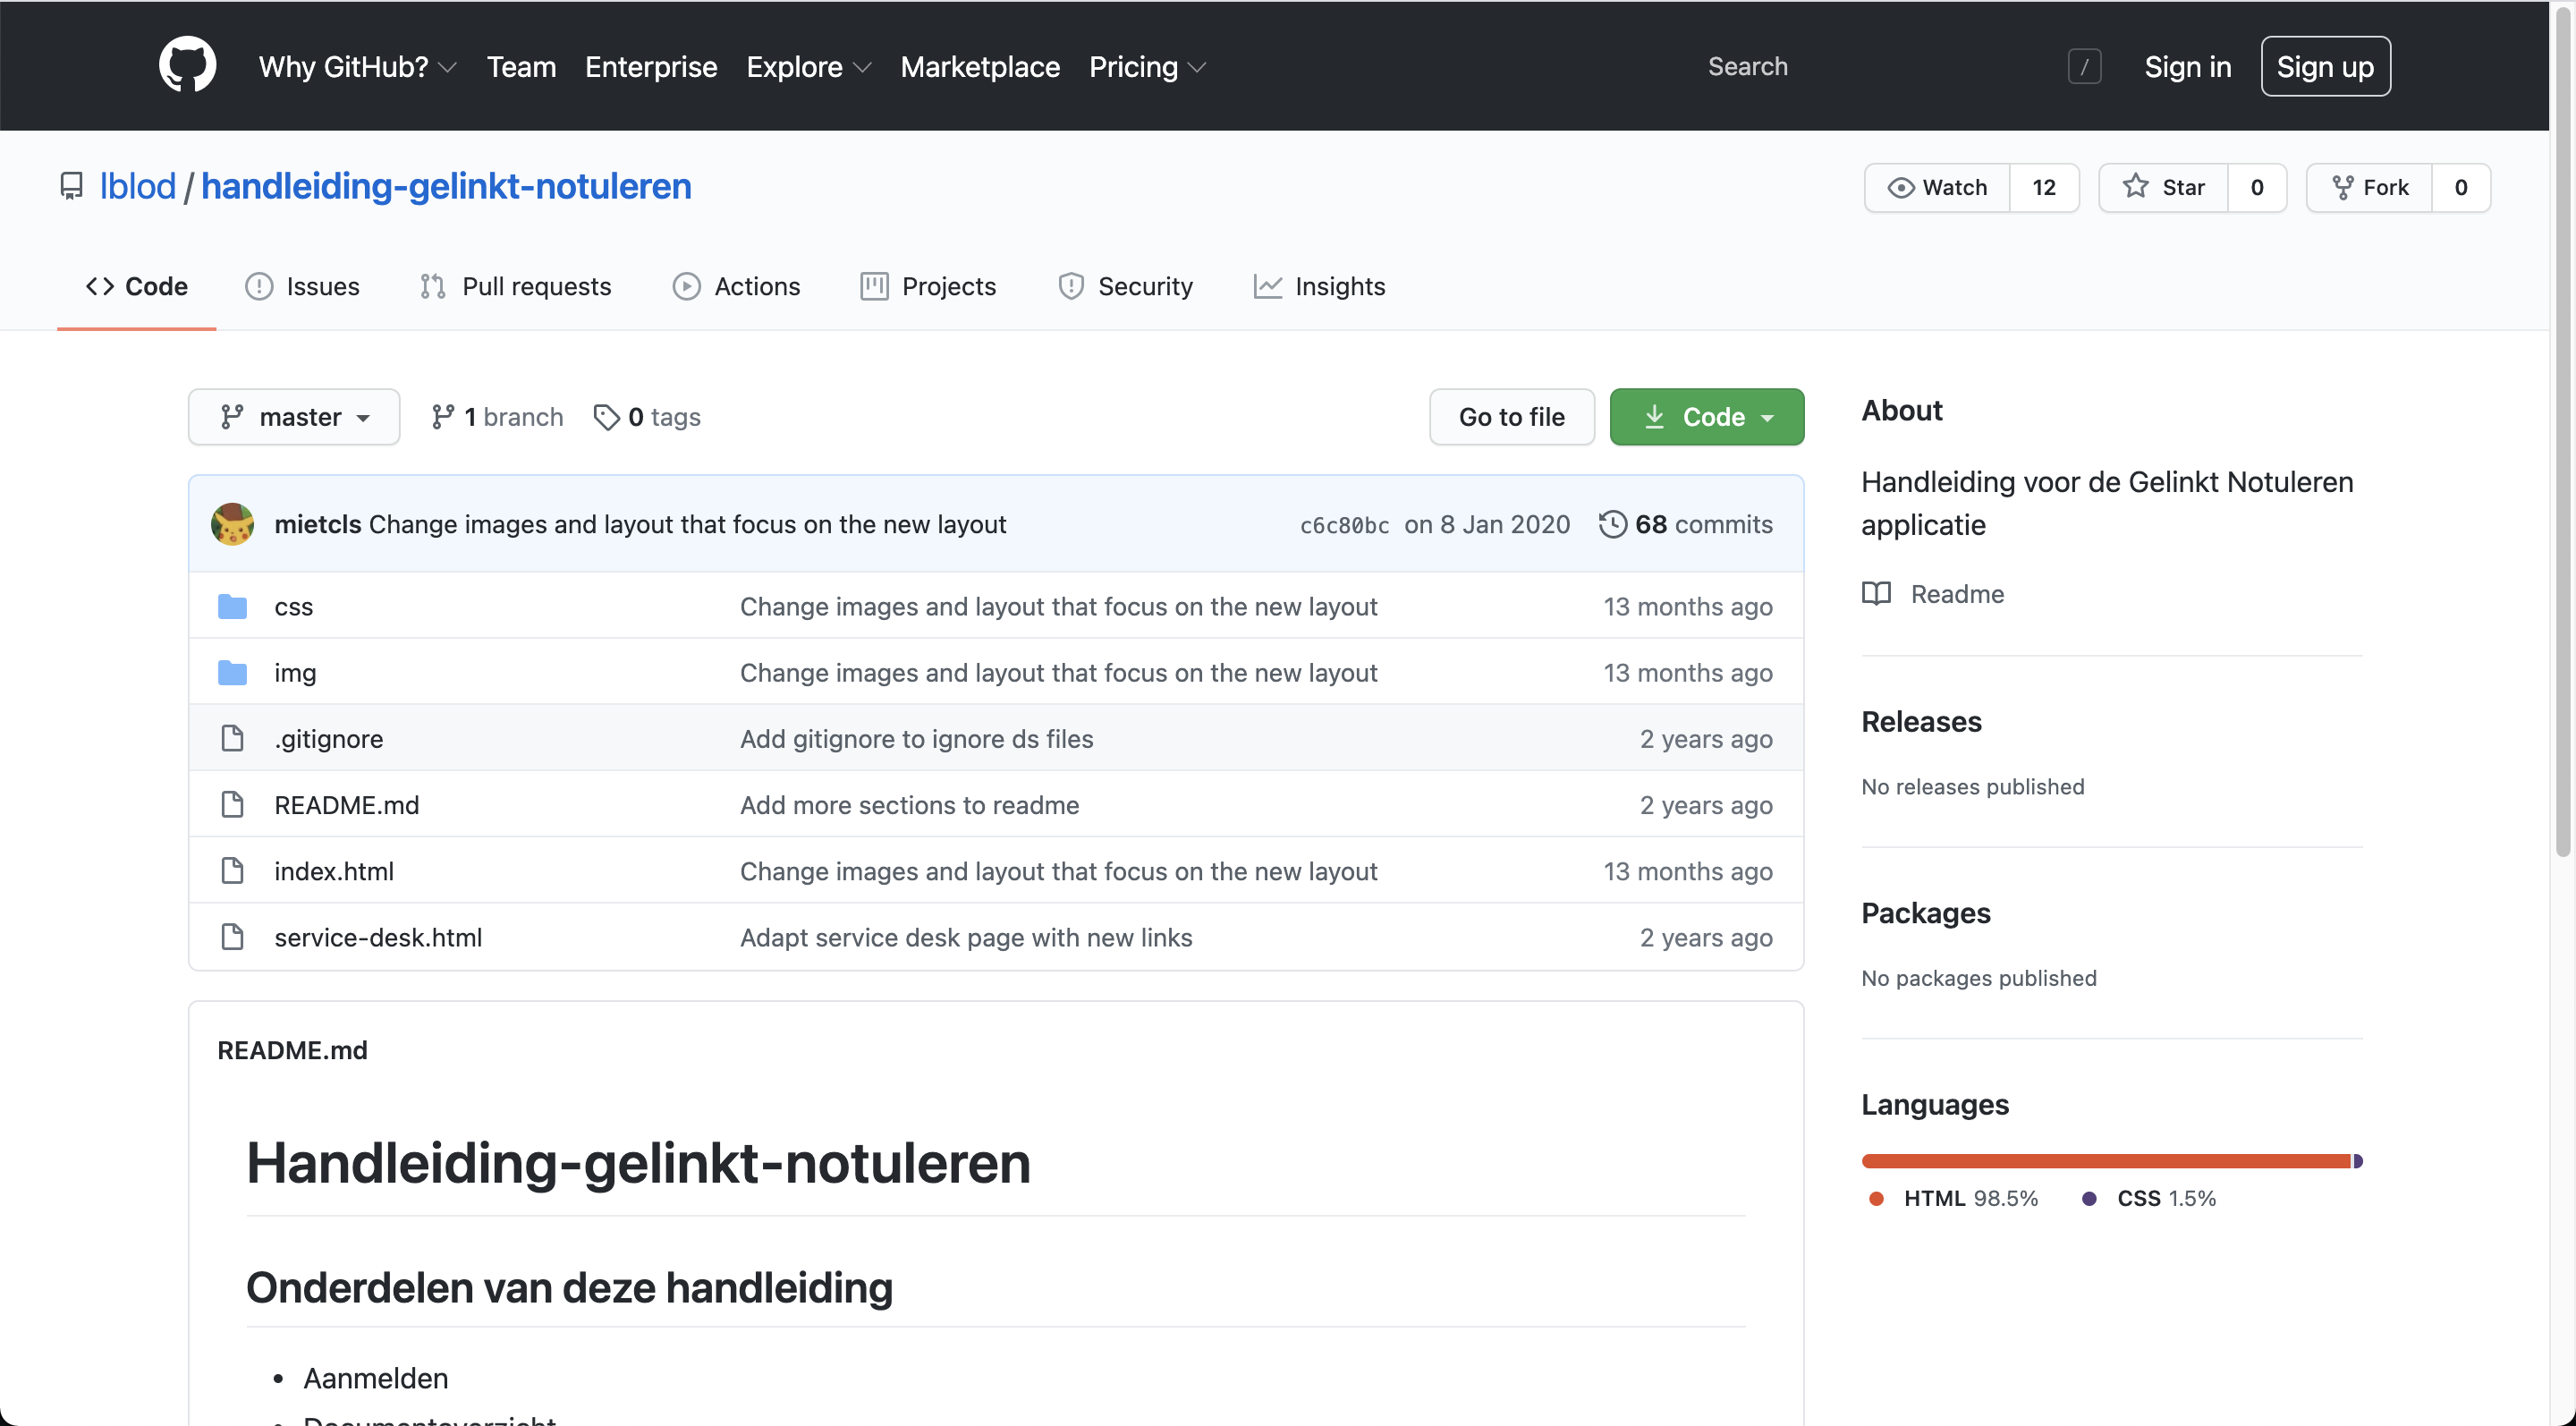 Why GitHub? Team Enterprise Explore Marketplace Pricing Search / Sign in Sign up
lblod / handleiding-gelinkt-notuleren Watch 12 Star 0 Fork 0
Code Issues Pull requests Actions Projects Security Insights
master 1 branch 0 tags Go to file Code
mietcls Change images and layout that focus on the new layout c6c80bc on 8 Jan 2020 68 commits
css Change images and layout that focus on the new layout 13 months ago
img Change images and layout that focus on the new layout 13 months ago
.gitignore Add gitignore to ignore ds files 2 years ago
README.md Add more sections to readme 2 years ago
index.html Change images and layout that focus on the new layout 13 months ago
service-desk.html Adapt service desk page with new links 2 years ago
README.md
Handleiding-gelinkt-notuleren
Onderdelen van deze handleiding
• Aanmelden
• Documentoverzicht
About
Handleiding voor de Gelinkt Notuleren
applicatie
Readme
Releases
No releases published
Packages
No packages published
Languages
HTML 98.5% CSS 1.5%